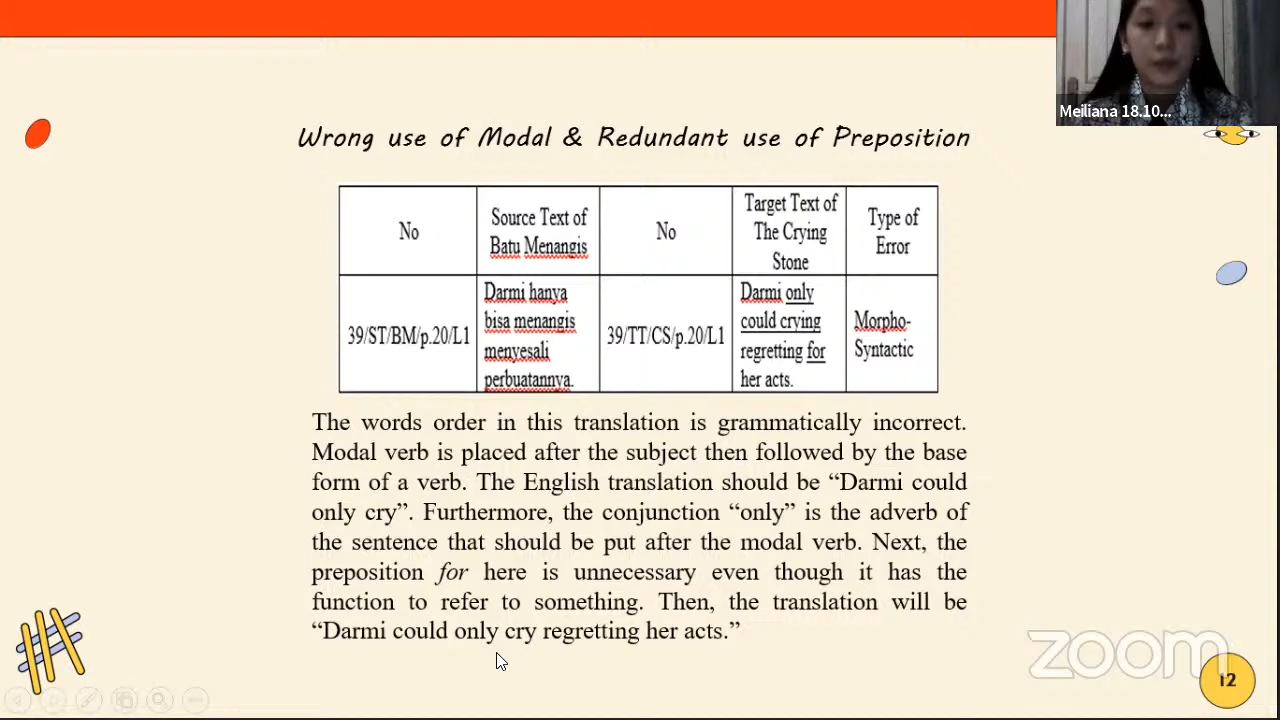 Meiliana 18.10...
Wrong use of Modal & Redundant use of Preposition
No
Source Text of
Batu Menangis
No
Target Text of
The Crying
Stone
Type of
Error
39/ST/BM/p.20/L1
Darmi hanya
bisa menangis
menyesali
perbuatannya.
39/TT/CS/p.20/L1
Darmi only
could crying
regretting for
her acts.
Morpho-
Syntactic
The words order in this translation is grammatically incorrect.
Modal verb is placed after the subject then followed by the base
form of a verb. The English translation should be “Darmi could
only cry”. Furthermore, the conjunction “only” is the adverb of
the sentence that should be put after the modal verb. Next, the
preposition for here is unnecessary even though it has the
function to refer to something. Then, the translation will be
“Darmi could only cry regretting her acts.”
zoom
12